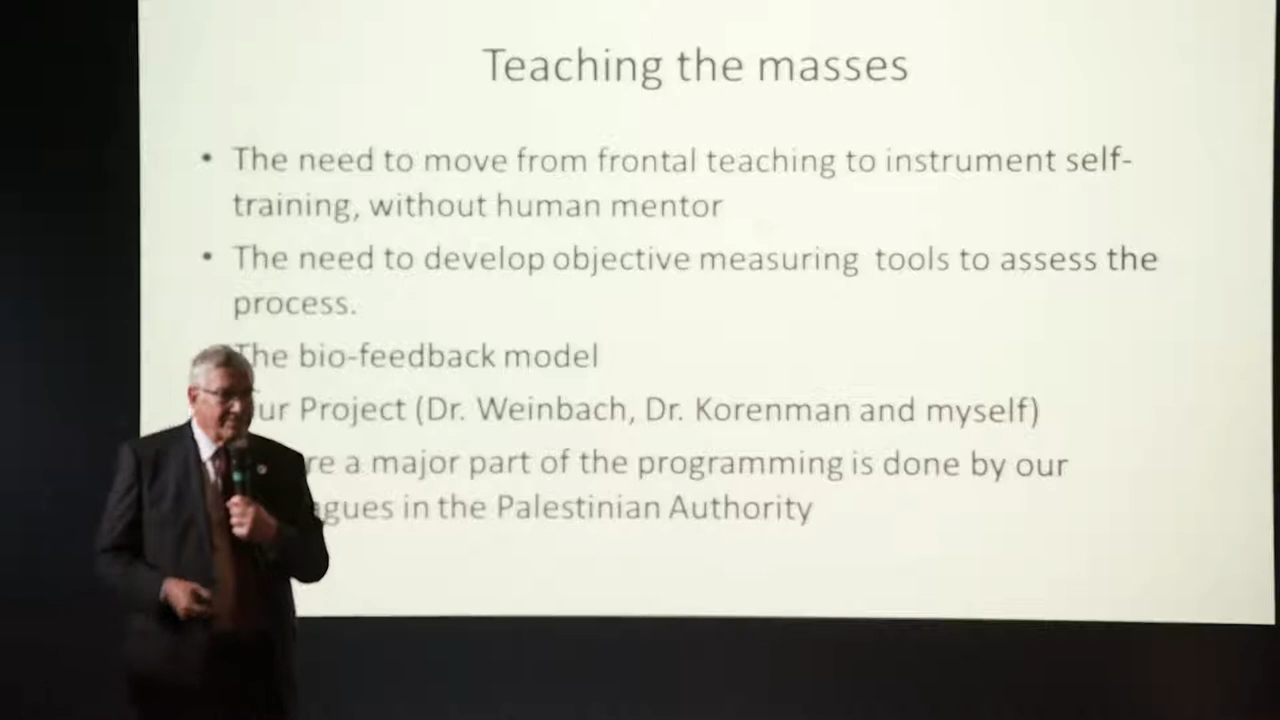 Teaching the masses
• The need to move from frontal teaching to instrument self-
training, without human mentor
• The need to develop objective measuring tools to assess the
process.
The bio-feedback model
ur Project (Dr. Weinbach, Dr. Korenman and myself)
re a major part of the programming is done by our
agues in the Palestinian Authority